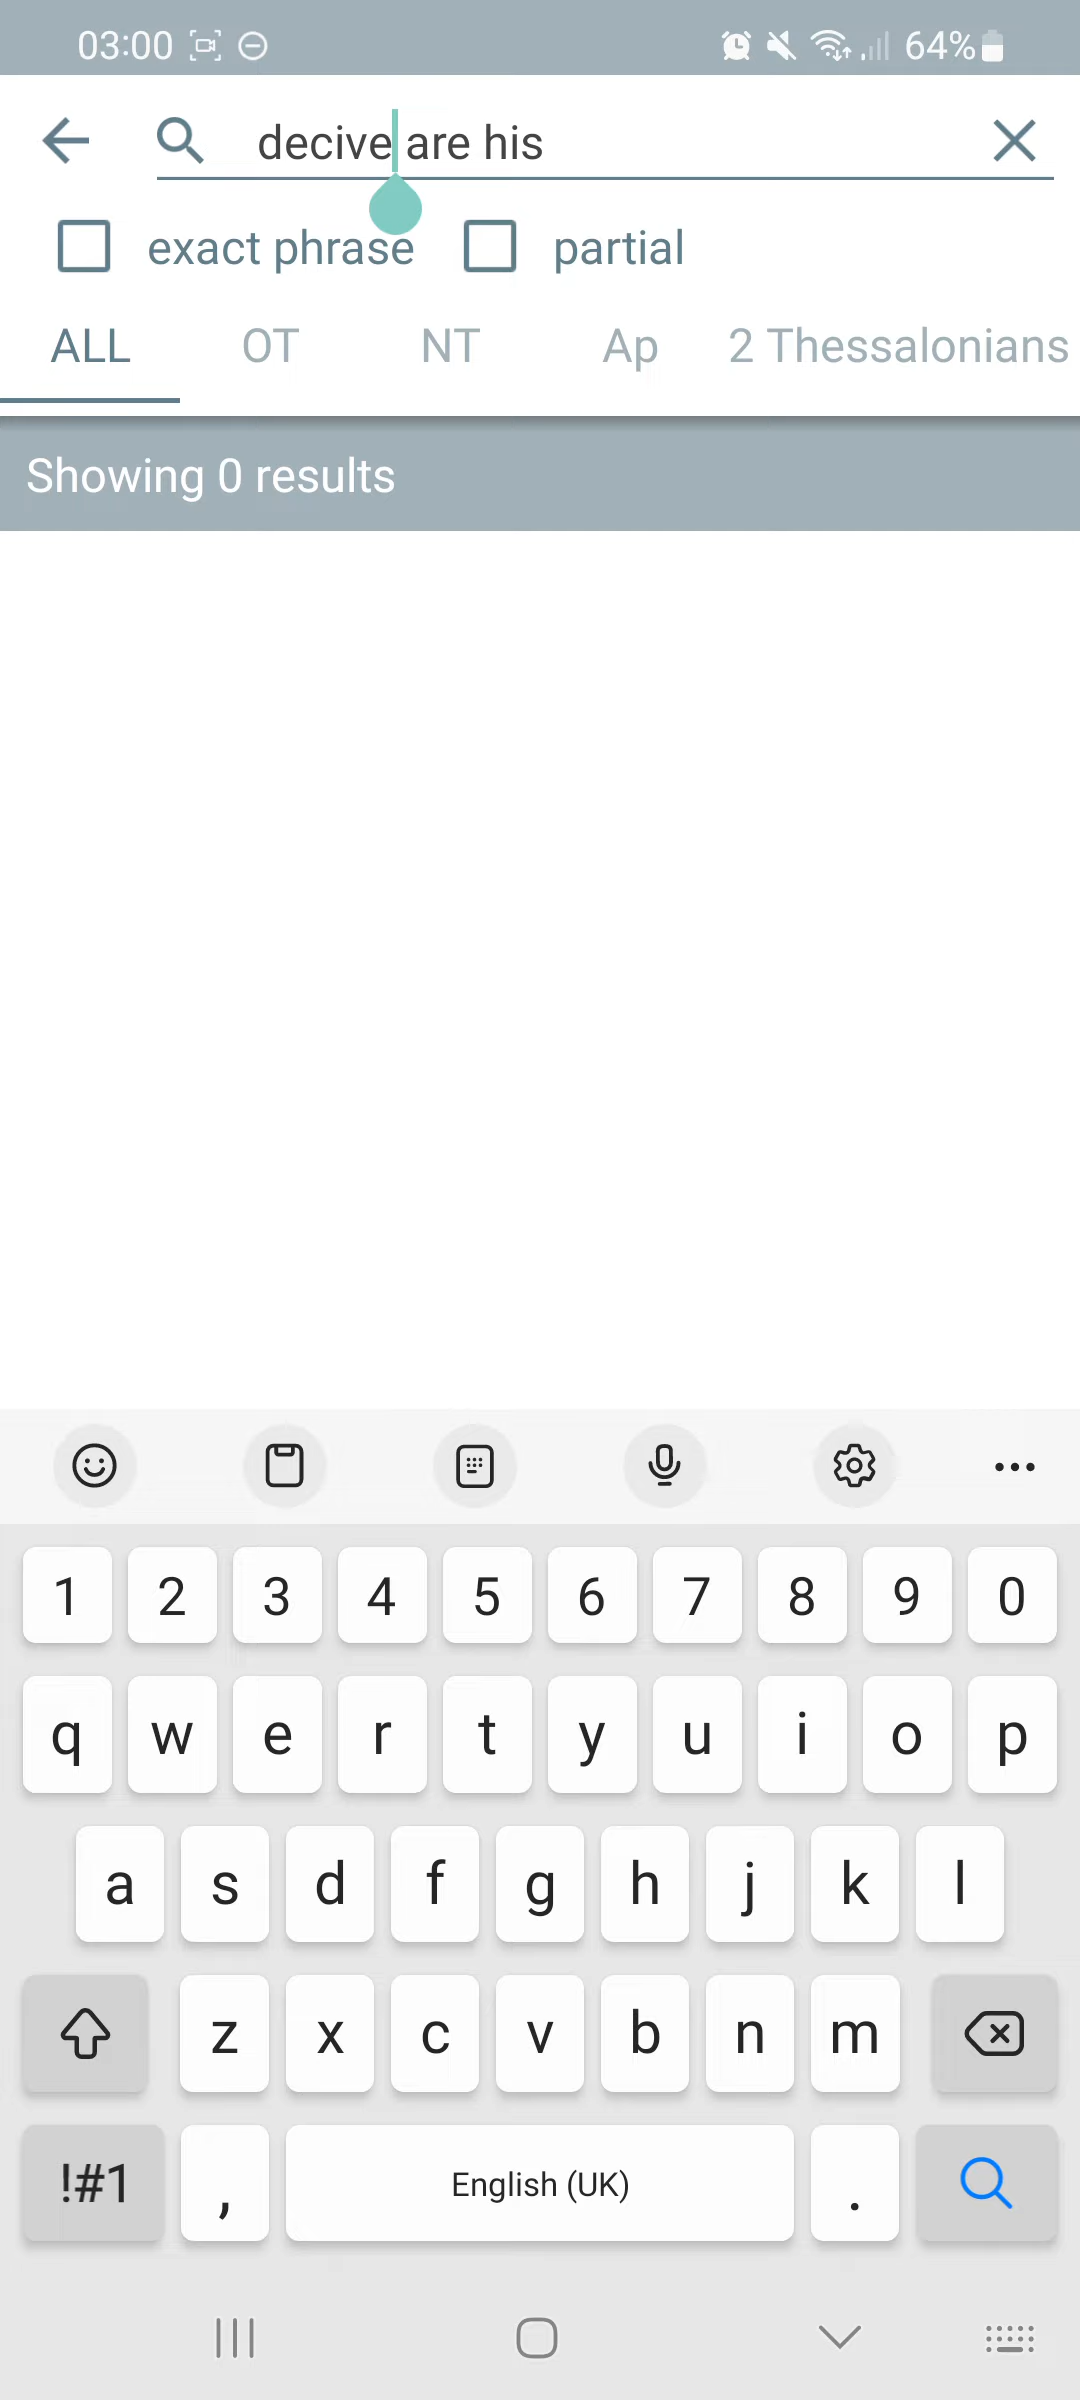 03:00 64%
decive are his
exact phrase partial
ALL OT NT Ap 2 Thessalonians
Showing 0 results
1 2 3 4 5 6 7 8 9 0
q w e r t y u i o p
a s d f g h j k l
z x c v b n m
!#1 , English (UK) .